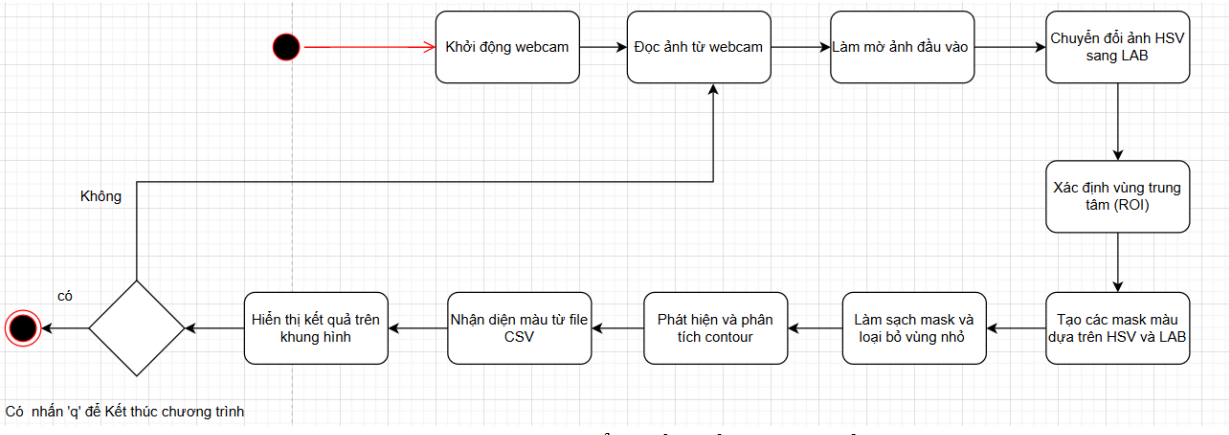 Khởi động webcam
Đọc ảnh từ webcam
Làm mờ ảnh đầu vào
Chuyển đổi ảnh HSV
sang LAB
Xác định vùng trung
tâm (ROI)
Tạo các mask màu
dựa trên HSV và LAB
Làm sạch mask và
loại bỏ vùng nhỏ
Phát hiện và phân
tích contour
Nhận diện màu từ file
CSV
Hiển thị kết quả trên
khung hình
Không
có
Có nhấn 'q' để Kết thúc chương trình